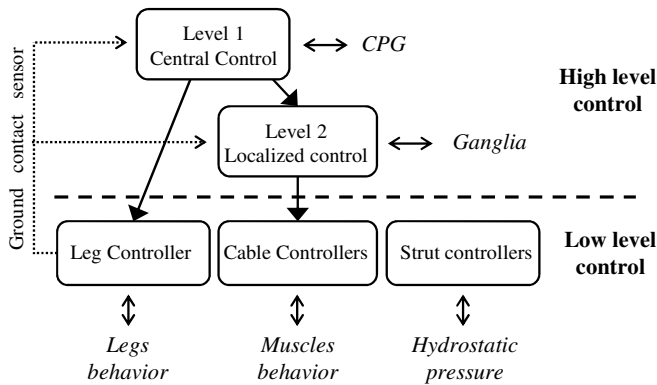 Level 1
Central Control
CPG
High level
control
Level 2
Localized control
Ganglia
Ground contact sensor
Leg Controller
Cable Controllers
Strut controllers
Low level
control
Legs
behavior
Muscles
behavior
Hydrostatic
pressure